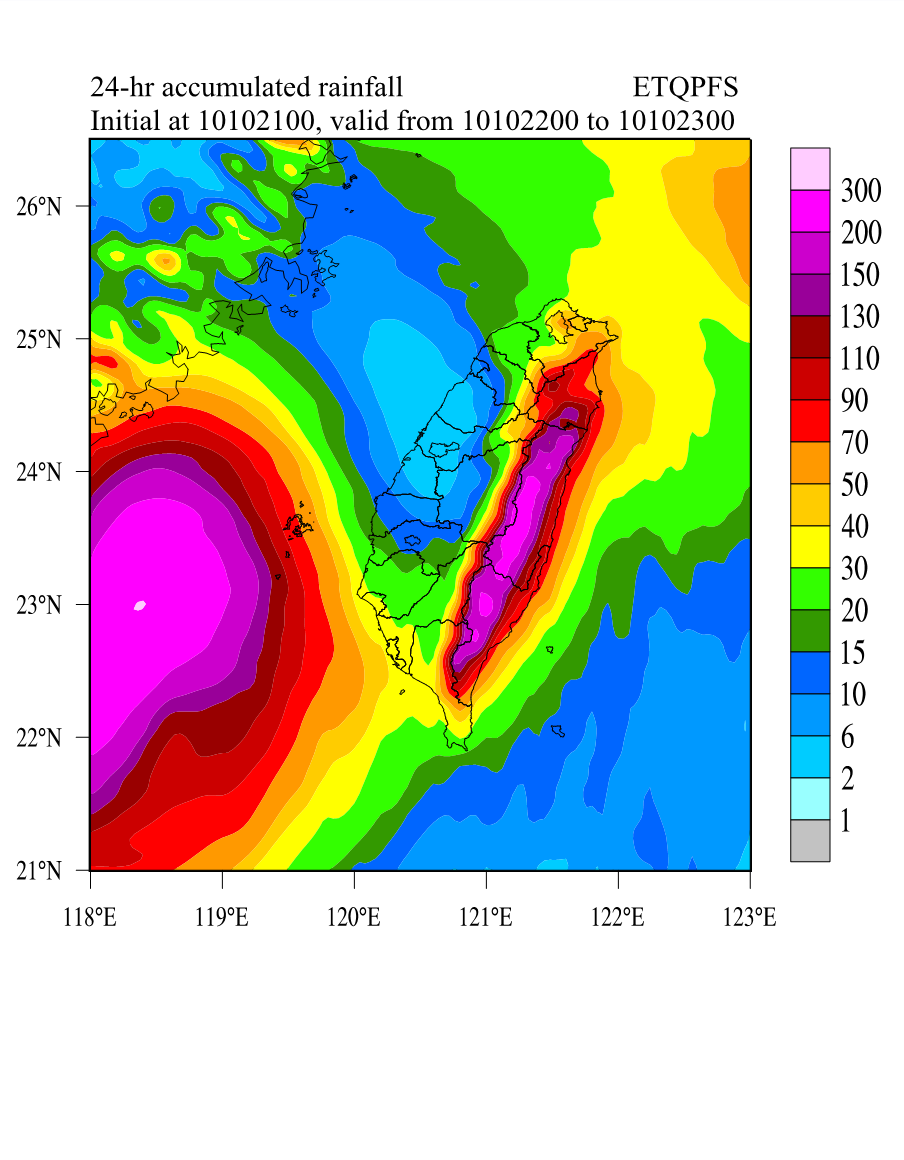 24-hr accumulated rainfall ETQPFS
Initial at 10102100, valid from 10102200 to 10102300
26°N
25°N
24°N
23°N
22°N
21°N
118°E 119°E 120°E 121°E 122°E 123°E
300
200
150
130
110
90
70
50
40
30
20
15
10
6
2
1